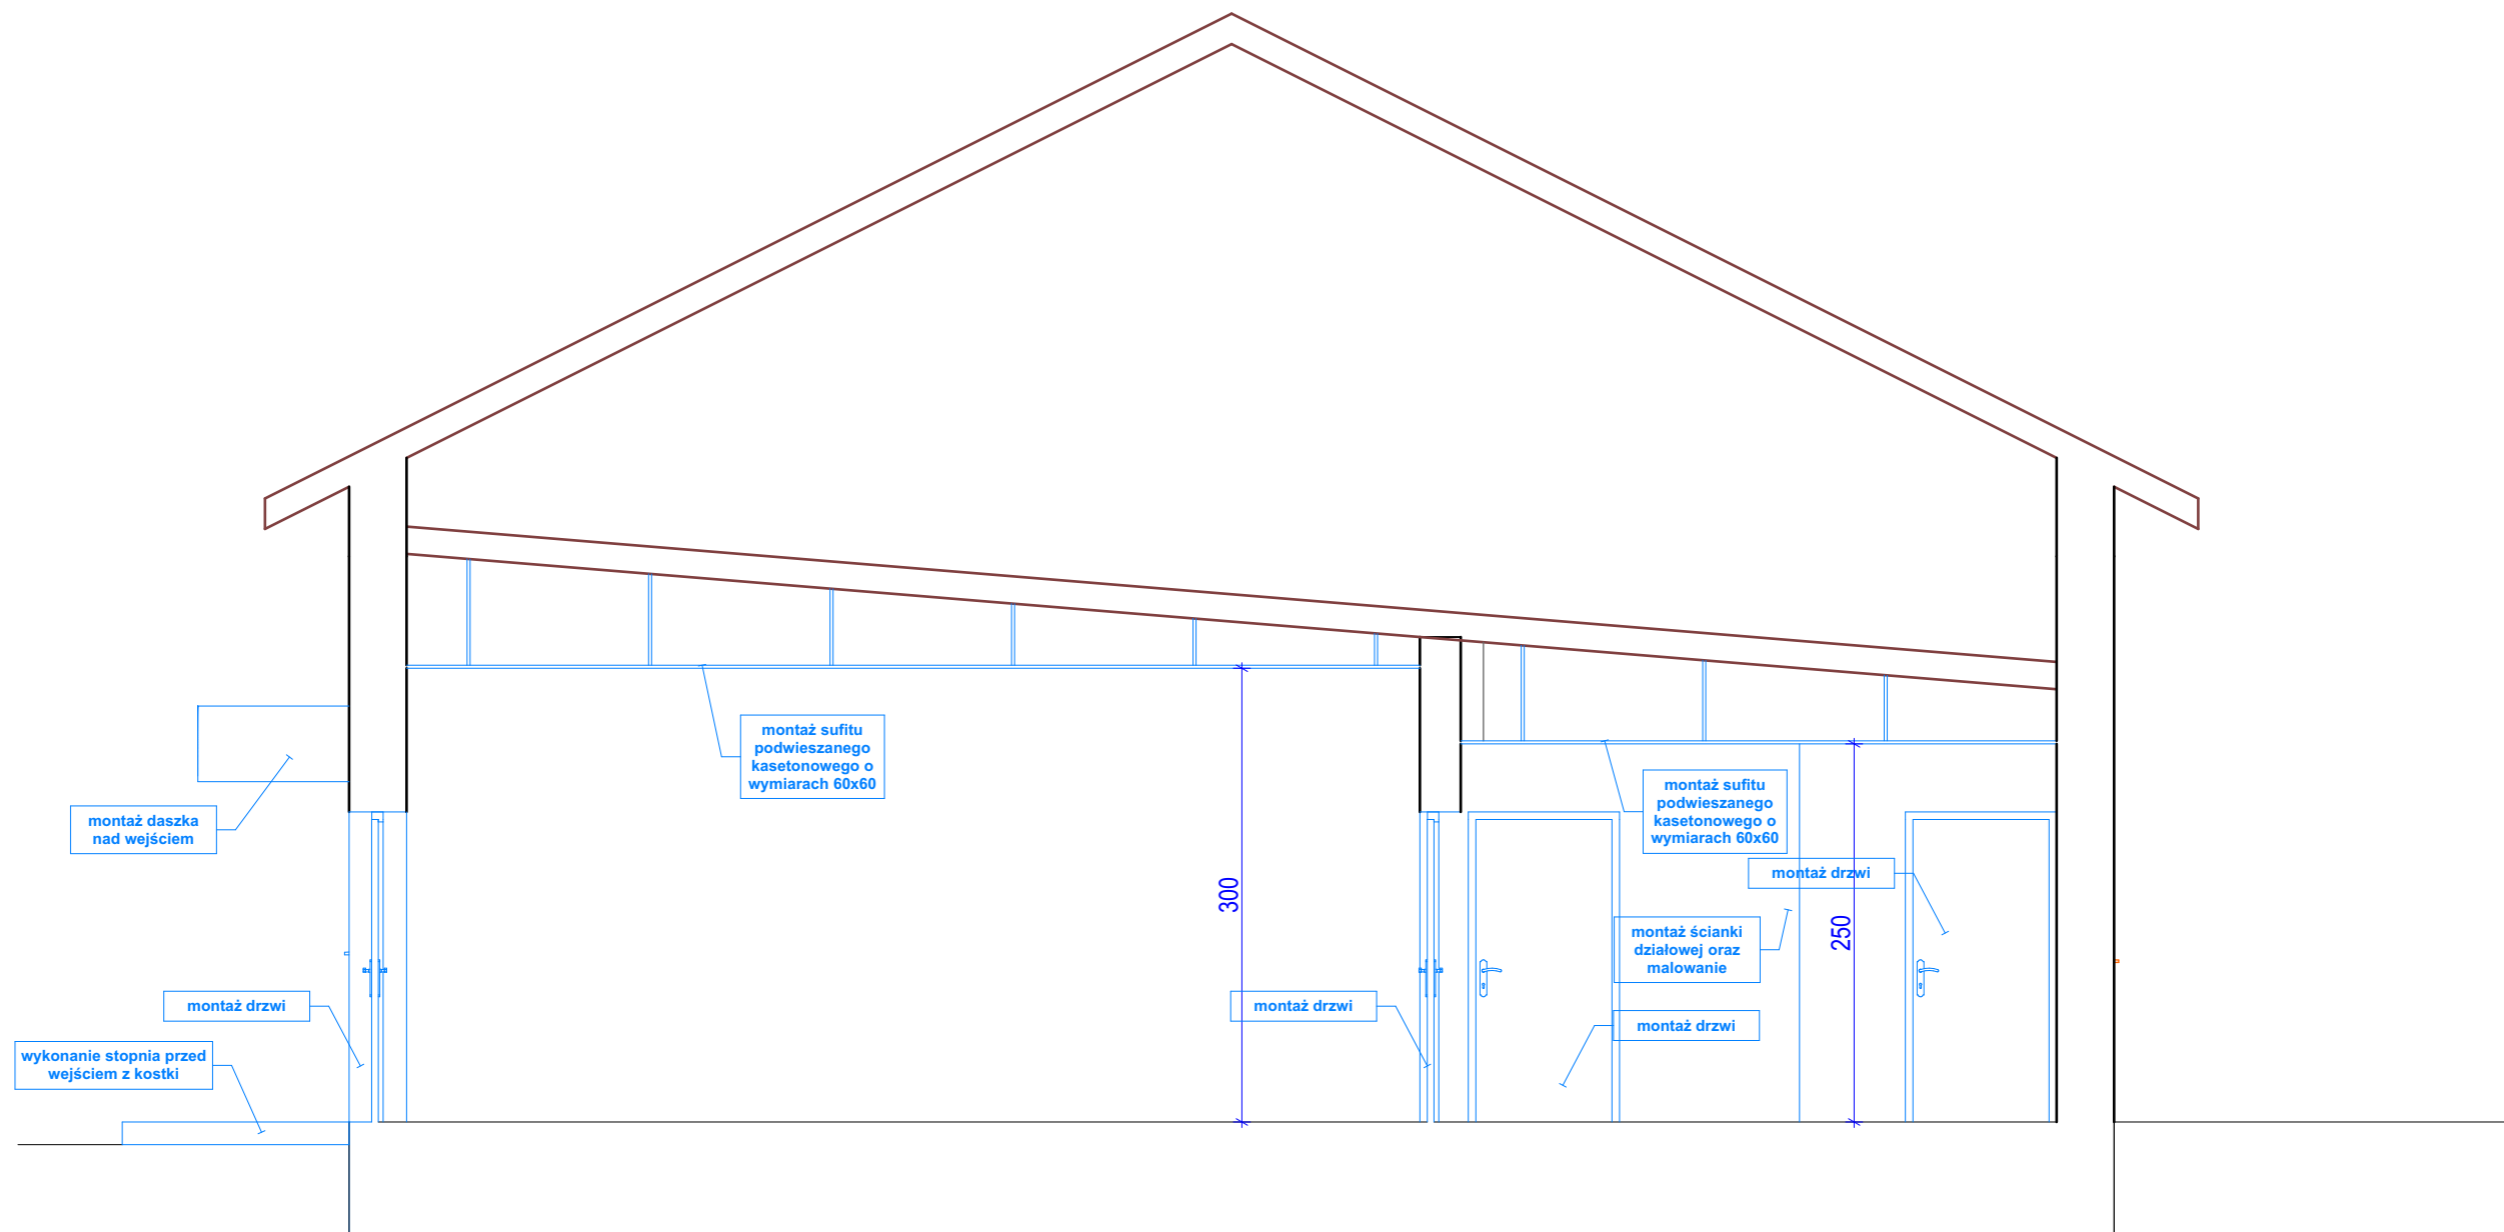 montaż sufitu
podwieszanego
kasetonowego o
wymiarach 60x60
montaż sufitu
podwieszanego
kasetonowego o
wymiarach 60x60
montaż daszka
nad wejściem
montaż drzwi
300
250
montaż ścianki
działowej oraz
malowanie
montaż drzwi
montaż drzwi
montaż drzwi
wykonanie stopnia przed
wejściem z kostki